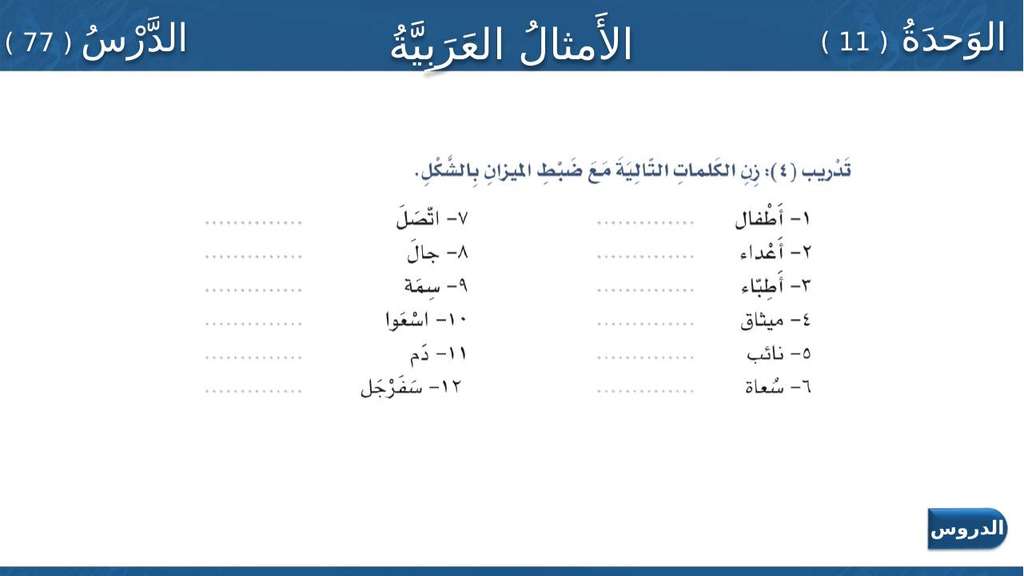 الوَحدَةُ ( 11 )
الأَمثالُ العَرَبِيَّةُ
الدَّرْسُ ( 77 )
تَدْريب (٤): زِنِ الكَلماتِ التّالِيَةَ مَعَ ضَبْطِ الميزانِ بِالشَّكْلِ.
١- أَطْفال ..............
٢- أَعْداء ..............
٣- أَطِبّاء ..............
٤- ميثاق ..............
٥- نائب ..............
٦- سُعاة ..............
٧- اتّصَلَ ..............
٨- جالَ ..............
٩- سِمَة ..............
١٠- اسْعَوا ..............
١١- دَم ..............
١٢- سَفَرْجَل ..............
الدروس